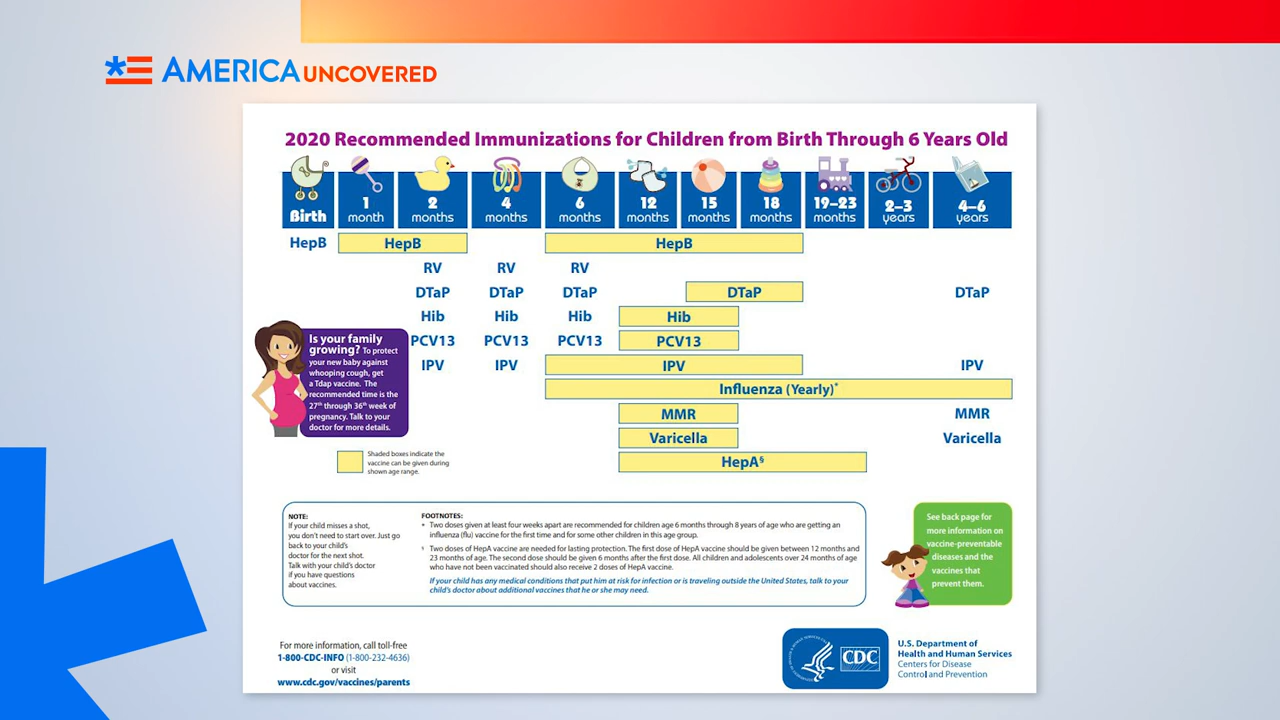 AMERICA UNCOVERED
2020 Recommended Immunizations for Children from Birth Through 6 Years Old
Birth
1 month
2 months
4 months
6 months
12 months
15 months
18 months
19–23 months
2–3 years
4–6 years
HepB HepB HepB
RV RV RV
DTaP DTaP DTaP DTaP DTaP
Hib Hib Hib Hib
PCV13 PCV13 PCV13 PCV13
IPV IPV IPV IPV
Influenza (Yearly)*
MMR MMR
Varicella Varicella
HepA§
Is your family
growing? To protect
your new baby against
whooping cough, get
a Tdap vaccine. The
recommended time is the
27th through 36th week of
pregnancy. Talk to your
doctor for more details.
Shaded boxes indicate the
vaccine can be given during
shown age range.
NOTE:
If your child misses a shot,
you don't need to start over. Just go
back to your child's
doctor for the next shot.
Talk with your child's doctor
if you have questions
about vaccines.
FOOTNOTES:
* Two doses given at least four weeks apart are recommended for children age 6 months through 8 years of age who are getting an
influenza (flu) vaccine for the first time and for some other children in this age group.
§ Two doses of HepA vaccine are needed for lasting protection. The first dose of HepA vaccine should be given between 12 months and
23 months of age. The second dose should be given 6 months after the first dose. All children and adolescents over 24 months of age
who have not been vaccinated should also receive 2 doses of HepA vaccine.
If your child has any medical conditions that put him at risk for infection or is traveling outside the United States, talk to your
child's doctor about additional vaccines that he or she may need.
See back page for
more information on
vaccine-preventable
diseases and the
vaccines that
prevent them.
For more information, call toll-free
1-800-CDC-INFO (1-800-232-4636)
or visit
www.cdc.gov/vaccines/parents
CDC
U.S. Department of
Health and Human Services
Centers for Disease
Control and Prevention